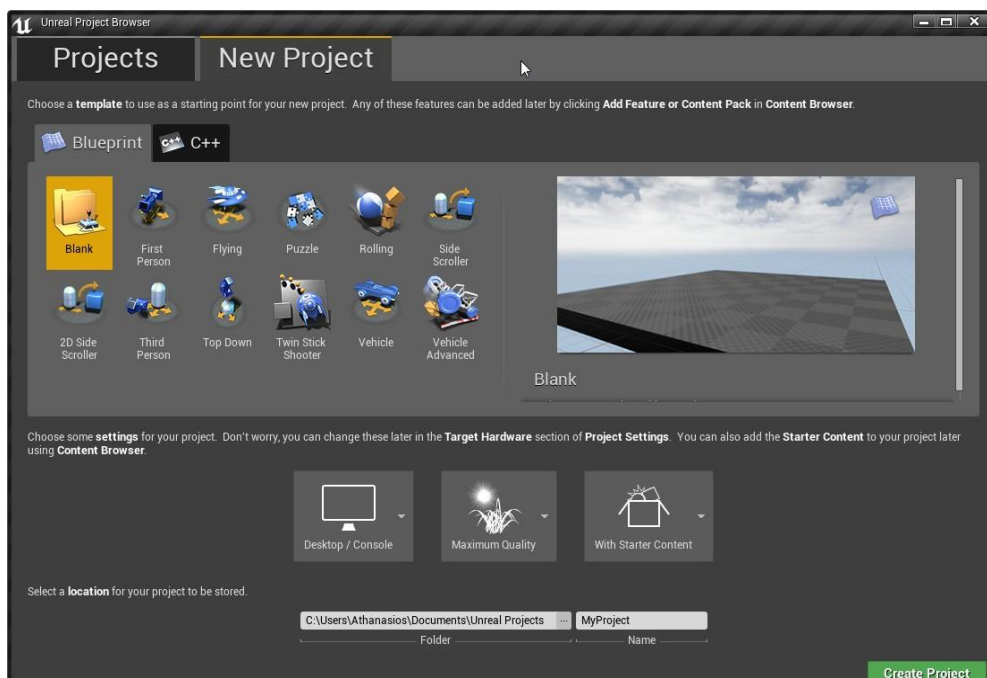 Unreal Project Browser
Projects
New Project
Choose a template to use as a starting point for your new project. Any of these features can be added later by clicking Add Feature or Content Pack in Content Browser.
Blueprint
C++
Blank
First
Person
Flying
Puzzle
Rolling
Side
Scroller
2D Side
Scroller
Third
Person
Top Down
Twin Stick
Shooter
Vehicle
Vehicle
Advanced
Blank
Choose some settings for your project. Don't worry, you can change these later in the Target Hardware section of Project Settings. You can also add the Starter Content to your project later
using Content Browser.
Desktop / Console
Maximum Quality
With Starter Content
Select a location for your project to be stored.
C:\Users\Athanasios\Documents\Unreal Projects
...
MyProject
Folder
Name
Create Project